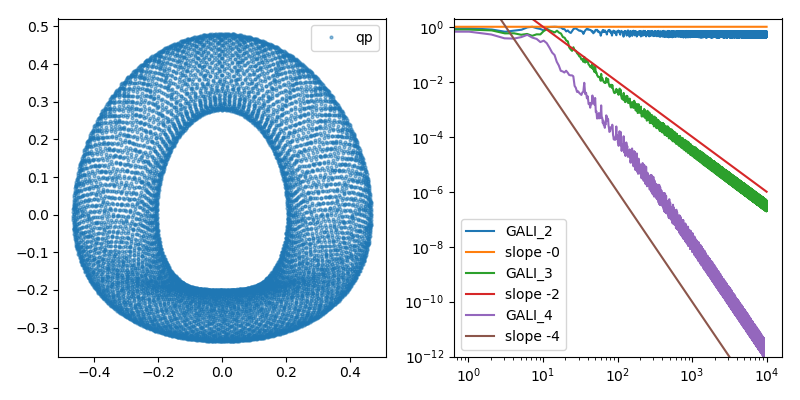 0.5
0.4
0.3
0.2
0.1
0.0
−0.1
−0.2
−0.3
−0.4 −0.2 0.0 0.2 0.4
qp
10^0
10^−2
10^−4
10^−6
10^−8
10^−10
10^−12
10^0 10^1 10^2 10^3 10^4
GALI_2
slope -0
GALI_3
slope -2
GALI_4
slope -4